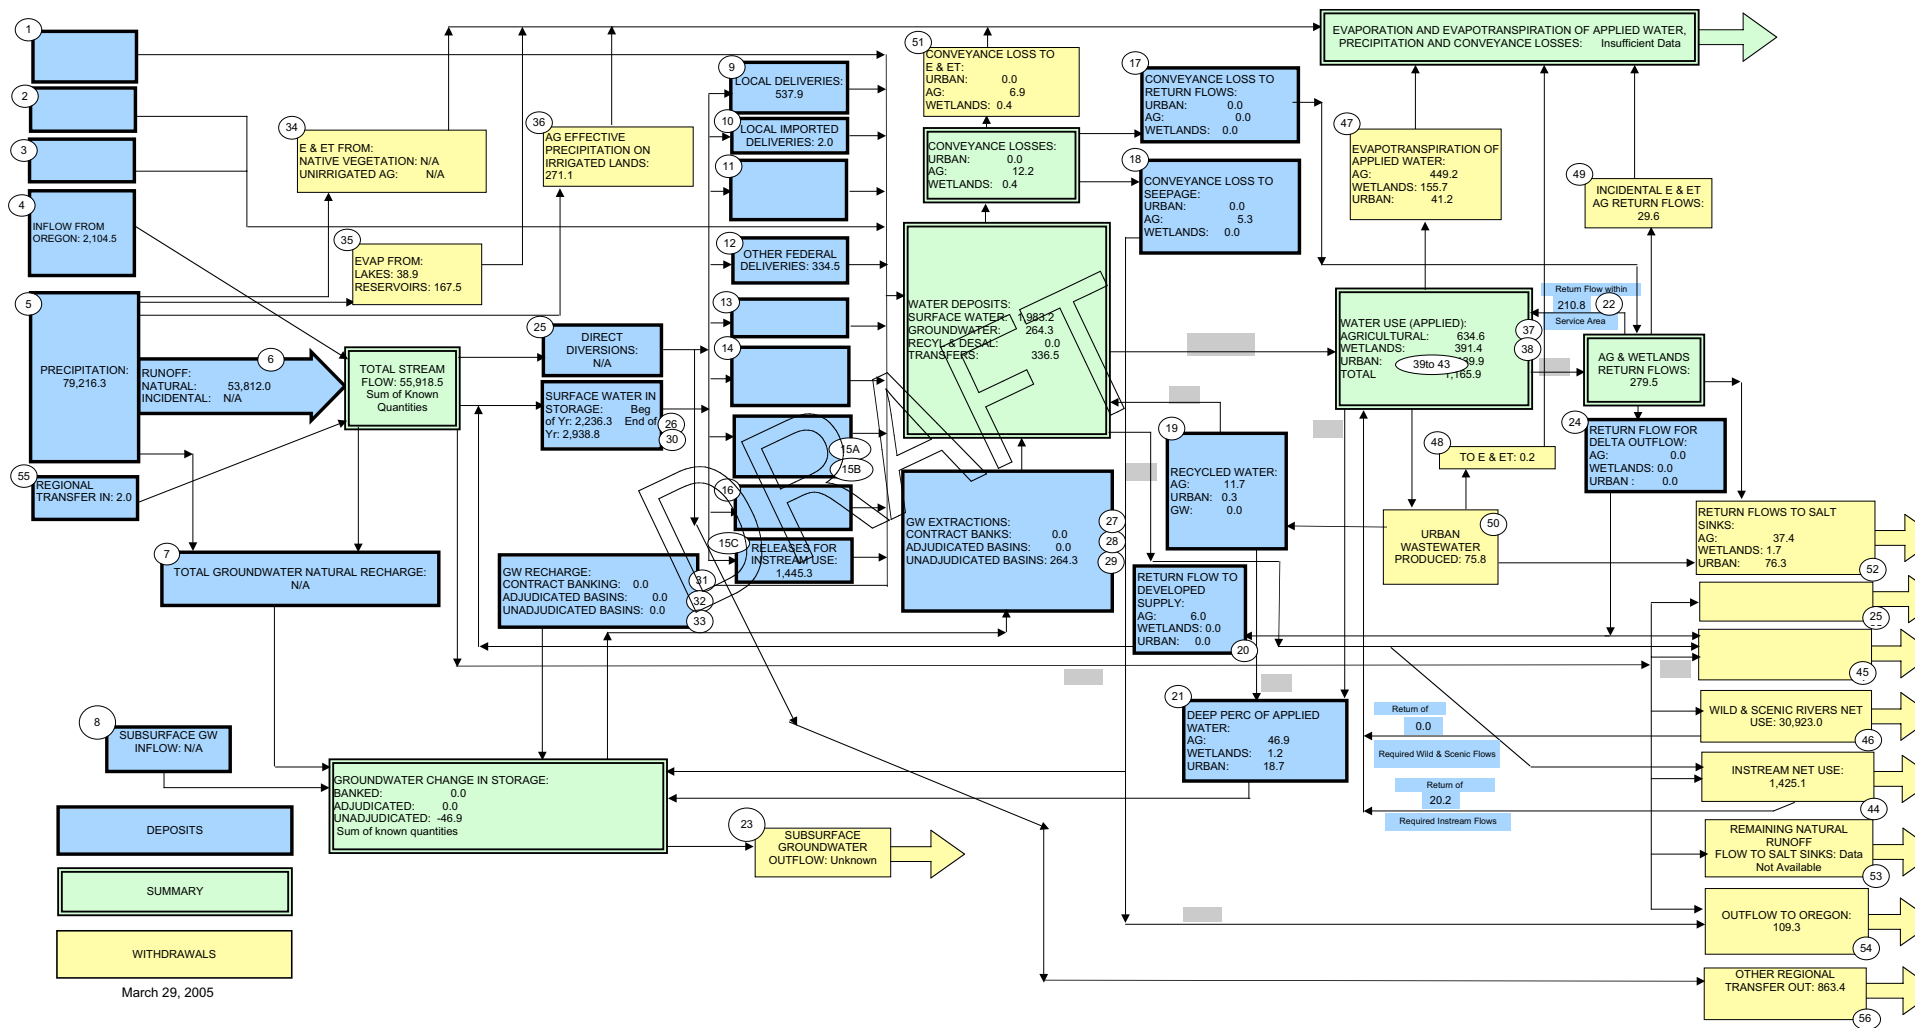 1
2
3
4
INFLOW FROM
OREGON: 2,104.5
5
PRECIPITATION:
79,216.3
6
RUNOFF:
NATURAL: 53,812.0
INCIDENTAL: N/A
55
REGIONAL
TRANSFER IN: 2.0
7
TOTAL GROUNDWATER NATURAL RECHARGE:
N/A
8
SUBSURFACE GW
INFLOW: N/A
DEPOSITS
SUMMARY
WITHDRAWALS
March 29, 2005
34
E & ET FROM:
NATIVE VEGETATION: N/A
UNIRRIGATED AG: N/A
35
EVAP FROM:
LAKES: 38.9
RESERVOIRS: 167.5
36
AG EFFECTIVE
PRECIPITATION ON
IRRIGATED LANDS:
271.1
TOTAL STREAM
FLOW: 55,918.5
Sum of Known
Quantities
25
DIRECT
DIVERSIONS:
N/A
SURFACE WATER IN
STORAGE: Beg
of Yr: 2,236.3 End of
Yr: 2,938.8
26
30
GW RECHARGE:
CONTRACT BANKING: 0.0
ADJUDICATED BASINS: 0.0
UNADJUDICATED BASINS: 0.0
31
32
33
GROUNDWATER CHANGE IN STORAGE:
BANKED: 0.0
ADJUDICATED: 0.0
UNADJUDICATED: -46.9
Sum of known quantities
23
SUBSURFACE
GROUNDWATER
OUTFLOW: Unknown
9
LOCAL DELIVERIES:
537.9
10
LOCAL IMPORTED
DELIVERIES: 2.0
11
12
OTHER FEDERAL
DELIVERIES: 334.5
13
14
15A
15B
16
15C
RELEASES FOR
INSTREAM USE:
1,445.3
DRAFT
51
CONVEYANCE LOSS TO
E & ET:
URBAN: 0.0
AG: 6.9
WETLANDS: 0.4
CONVEYANCE LOSSES:
URBAN: 0.0
AG: 12.2
WETLANDS: 0.4
WATER DEPOSITS:
SURFACE WATER: 1,983.2
GROUNDWATER: 264.3
RECYL & DESAL: 0.0
TRANSFERS: 336.5
GW EXTRACTIONS:
CONTRACT BANKS: 0.0
ADJUDICATED BASINS: 0.0
UNADJUDICATED BASINS: 264.3
27
28
29
17
CONVEYANCE LOSS TO
RETURN FLOWS:
URBAN: 0.0
AG: 0.0
WETLANDS: 0.0
18
CONVEYANCE LOSS TO
SEEPAGE:
URBAN: 0.0
AG: 5.3
WETLANDS: 0.0
19
RECYCLED WATER:
AG: 11.7
URBAN: 0.3
GW: 0.0
RETURN FLOW TO
DEVELOPED
SUPPLY:
AG: 6.0
WETLANDS: 0.0
URBAN: 0.0
20
21
DEEP PERC OF APPLIED
WATER:
AG: 46.9
WETLANDS: 1.2
URBAN: 18.7
EVAPORATION AND EVAPOTRANSPIRATION OF APPLIED WATER,
PRECIPITATION AND CONVEYANCE LOSSES: Insufficient Data
47
EVAPOTRANSPIRATION OF
APPLIED WATER:
AG: 449.2
WETLANDS: 155.7
URBAN: 41.2
49
INCIDENTAL E & ET
AG RETURN FLOWS:
29.6
Return Flow within
210.8
22
Service Area
WATER USE (APPLIED):
AGRICULTURAL: 634.6
WETLANDS: 391.4
URBAN:
TOTAL
37
38
39to 43
AG & WETLANDS
RETURN FLOWS:
279.5
24
RETURN FLOW FOR
DELTA OUTFLOW:
AG: 0.0
WETLANDS: 0.0
URBAN : 0.0
48
TO E & ET: 0.2
50
URBAN
WASTEWATER
PRODUCED: 75.8
Return of
0.0
Required Wild & Scenic Flows
Return of
20.2
Required Instream Flows
RETURN FLOWS TO SALT
SINKS:
AG: 37.4
WETLANDS: 1.7
URBAN: 76.3
52
25
45
WILD & SCENIC RIVERS NET
USE: 30,923.0
46
INSTREAM NET USE:
1,425.1
44
REMAINING NATURAL
RUNOFF
FLOW TO SALT SINKS: Data
Not Available
53
OUTFLOW TO OREGON:
109.3
54
OTHER REGIONAL
TRANSFER OUT: 863.4
56